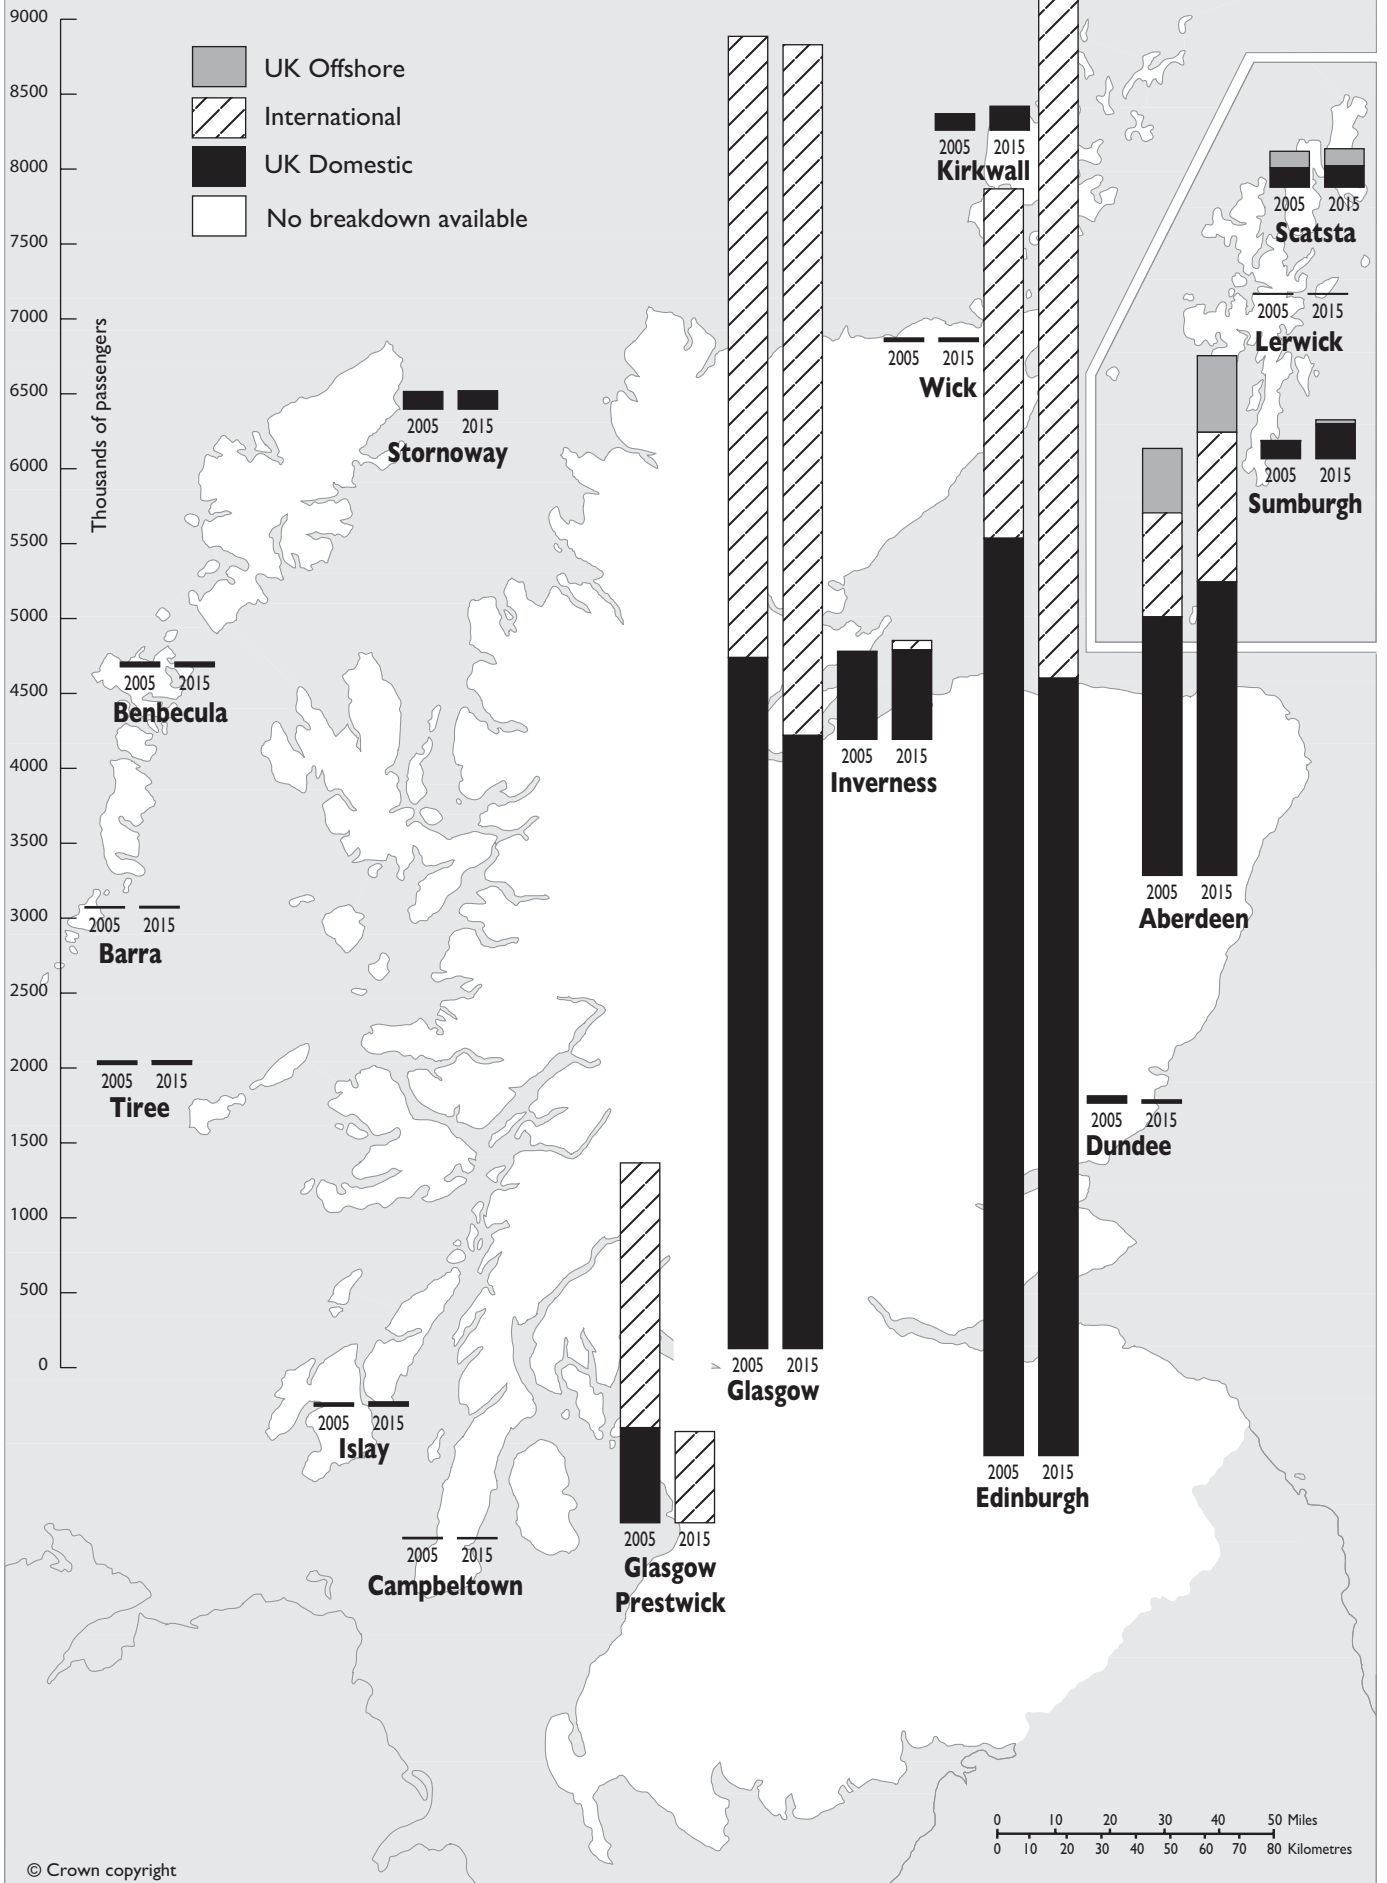 9000
8500
8000
7500
7000
6500
6000
5500
5000
4500
4000
3500
3000
2500
2000
1500
1000
500
0
Thousands of passengers
UK Offshore
International
UK Domestic
No breakdown available
2005 2015
Kirkwall
2005 2015
Scatsta
2005 2015
Lerwick
2005 2015
Wick
2005 2015
Stornoway
2005 2015
Sumburgh
2005 2015
Benbecula
2005 2015
Inverness
2005 2015
Aberdeen
2005 2015
Barra
2005 2015
Tiree
2005 2015
Dundee
2005 2015
Glasgow
2005 2015
Islay
2005 2015
Edinburgh
2005 2015
Campbeltown
2005 2015
Glasgow
Prestwick
0 10 20 30 40 50 Miles
0 10 20 30 40 50 60 70 80 Kilometres
© Crown copyright